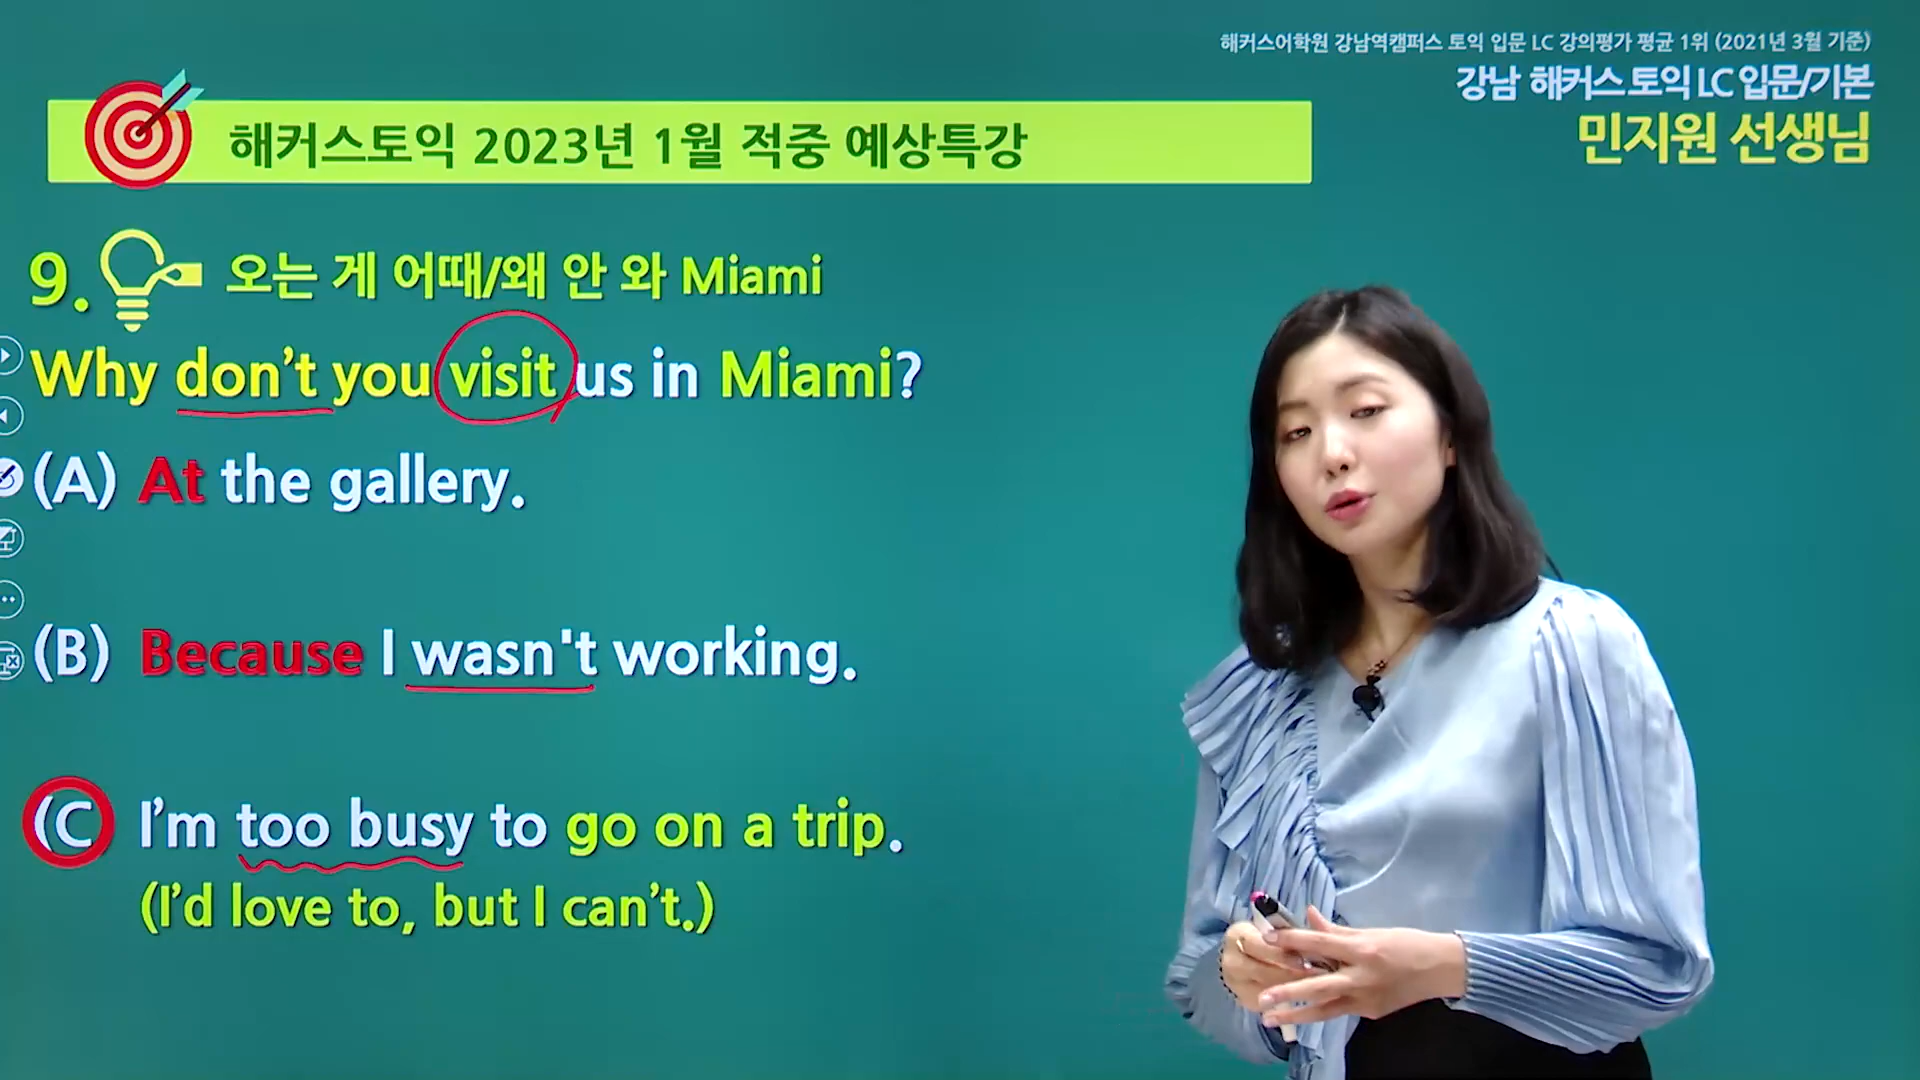 해커스어학원 강남역캠퍼스 토익 입문 LC 강의평가 평균 1위 (2021년 3월 기준)
강남 해커스 토익 LC 입문/기본
민지원 선생님
해커스토익 2023년 1월 적중 예상특강
9. 오는 게 어때/왜 안 와 Miami
Why don't you visit us in Miami?
(A) At the gallery.
(B) Because I wasn't working.
(C I'm too busy to go on a trip.
(I'd love to, but I can't.)